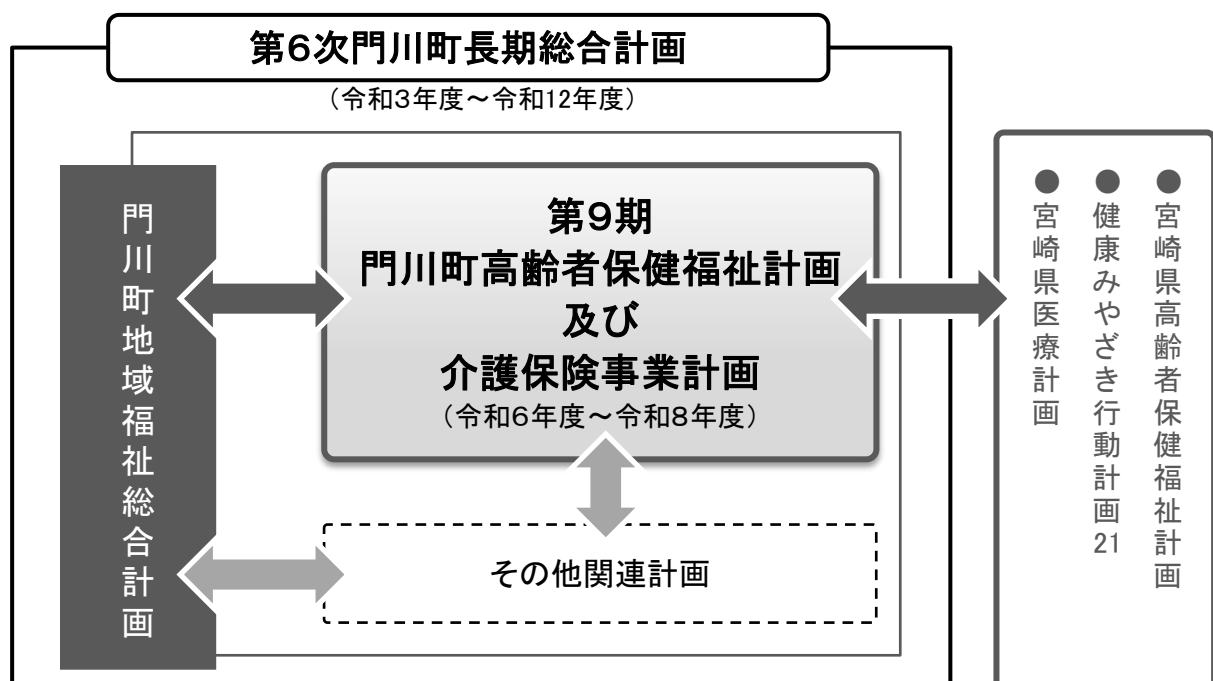 第6次門川町長期総合計画
（令和3年度～令和12年度）
門川町地域福祉総合計画
第9期
門川町高齢者保健福祉計画
及び
介護保険事業計画
（令和6年度～令和8年度）
その他関連計画
●宮崎県高齢者保健福祉計画
●健康みやざき行動計画21
●宮崎県医療計画